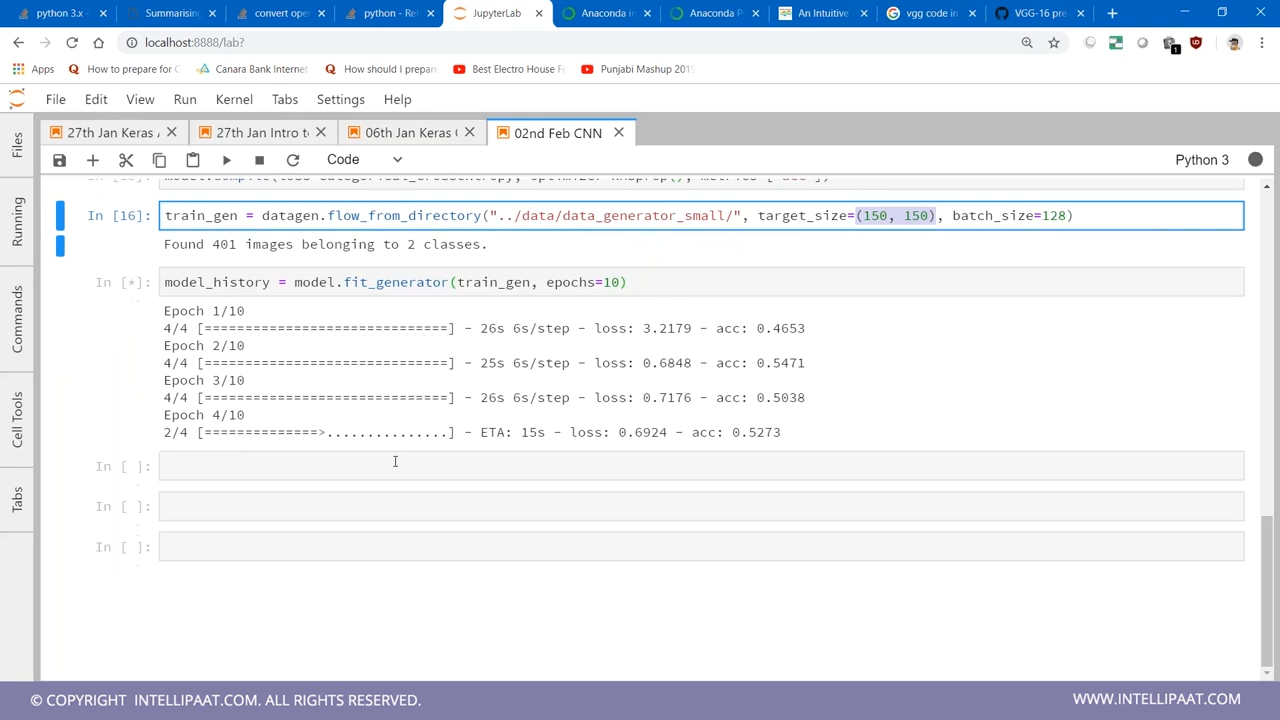 python 3.x -
Summarising
convert oper
python - Ret
JupyterLab
Anaconda in
Anaconda Py
An Intuitive
vgg code in
VGG-16 pre
localhost:8888/lab?
1
Apps
How to prepare for C
Canara Bank Internet
How should I prepare
Best Electro House Fe
Punjabi Mashup 2019
File Edit View Run Kernel Tabs Settings Help
27th Jan Keras
27th Jan Intro t
06th Jan Keras
02nd Feb CNN
Code
Python 3
Files
Running
Commands
Cell Tools
Tabs
In [16]: train_gen = datagen.flow_from_directory("../data/data_generator_small/", target_size=(150, 150), batch_size=128)
Found 401 images belonging to 2 classes.
In [*]: model_history = model.fit_generator(train_gen, epochs=10)
Epoch 1/10
4/4 [==============================] - 26s 6s/step - loss: 3.2179 - acc: 0.4653
Epoch 2/10
4/4 [==============================] - 25s 6s/step - loss: 0.6848 - acc: 0.5471
Epoch 3/10
4/4 [==============================] - 26s 6s/step - loss: 0.7176 - acc: 0.5038
Epoch 4/10
2/4 [==============>...............] - ETA: 15s - loss: 0.6924 - acc: 0.5273
In [ ]:
In [ ]:
In [ ]:
© COPYRIGHT INTELLIPAAT.COM. ALL RIGHTS RESERVED.
WWW.INTELLIPAAT.COM